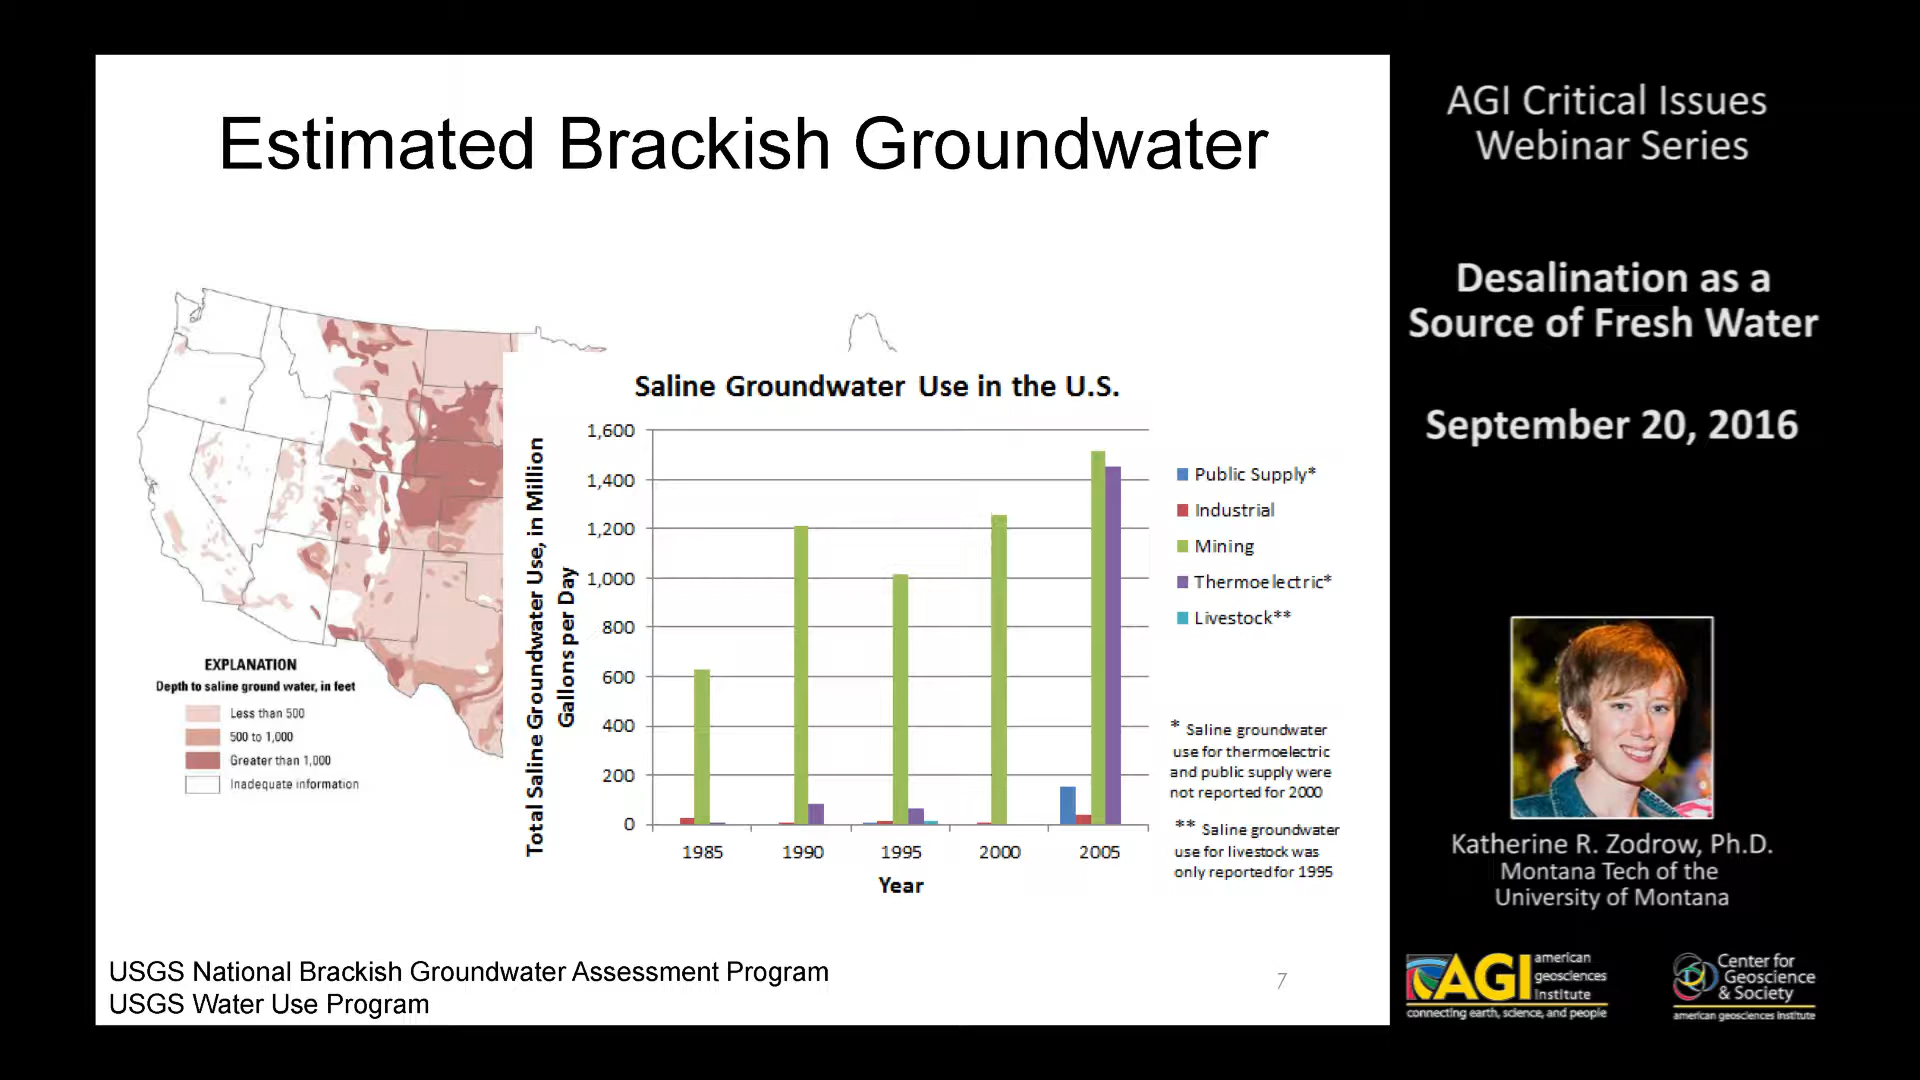 Estimated Brackish Groundwater
EXPLANATION
Depth to saline ground water, in feet
Less than 500
500 to 1,000
Greater than 1,000
Inadequate information
Saline Groundwater Use in the U.S.
Total Saline Groundwater Use, in Million
Gallons per Day
1,600
1,400
1,200
1,000
800
600
400
200
0
1985 1990 1995 2000 2005
Year
Public Supply*
Industrial
Mining
Thermoelectric*
Livestock**
* Saline groundwater
use for thermoelectric
and public supply were
not reported for 2000
** Saline groundwater
use for livestock was
only reported for 1995
USGS National Brackish Groundwater Assessment Program
USGS Water Use Program
7
AGI Critical Issues
Webinar Series
Desalination as a
Source of Fresh Water
September 20, 2016
Katherine R. Zodrow, Ph.D.
Montana Tech of the
University of Montana
AGI
american
geosciences
institute
connecting earth, science, and people
Center for
Geoscience
& Society
american geosciences institute